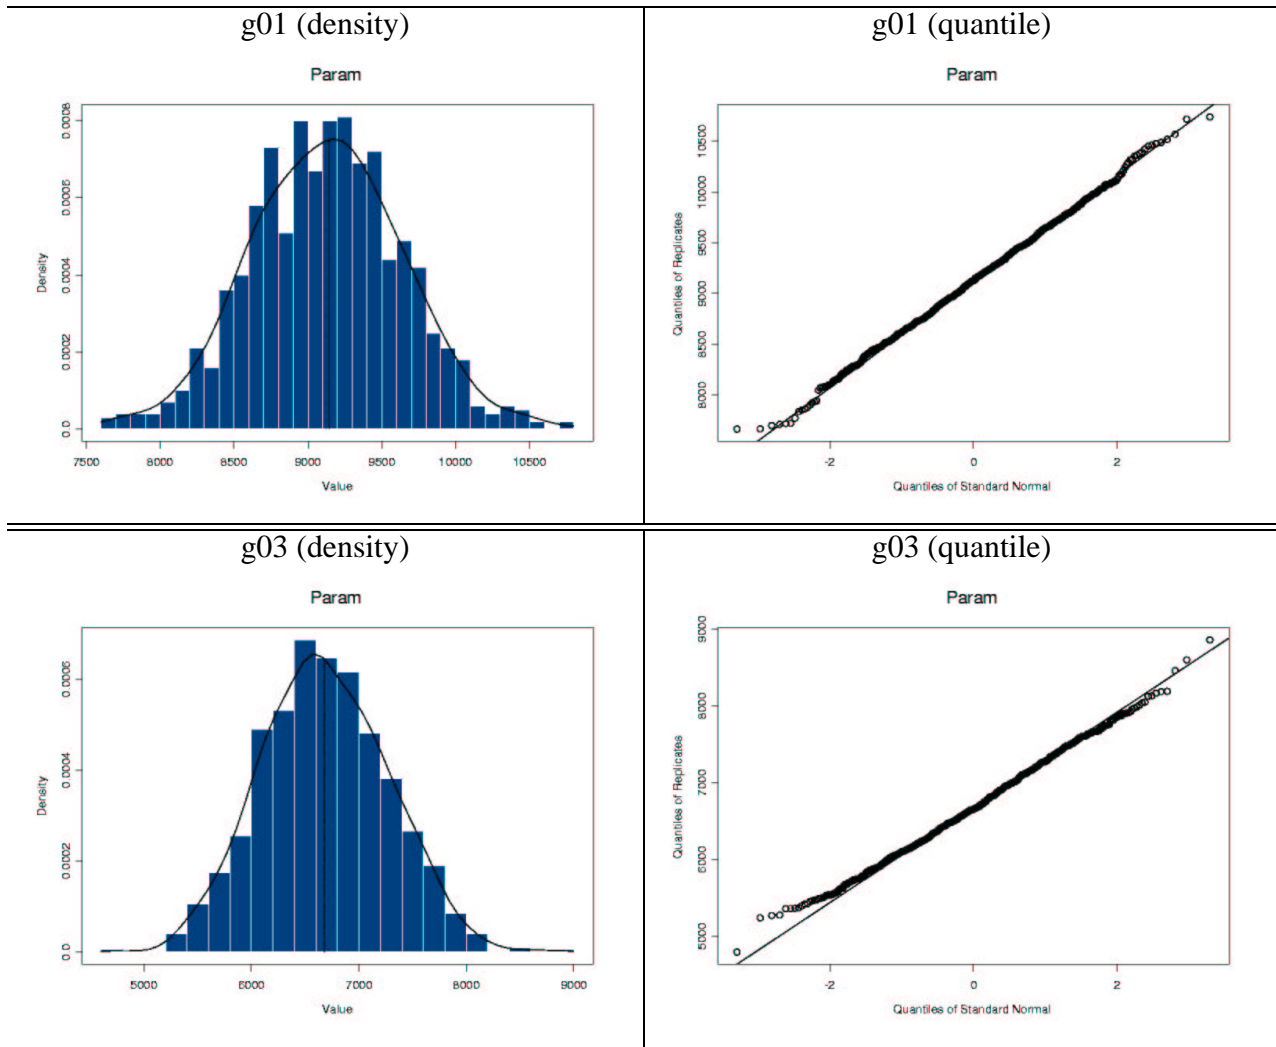 g01 (density)
Param
0.0008
0.0006
0.0004
0.0002
0.0
Density
7500 8000 8500 9000 9500 10000 10500
Value
g01 (quantile)
Param
10500
10000
9500
9000
8500
8000
Quantiles of Replicates
-2 0 2
Quantiles of Standard Normal
g03 (density)
Param
0.0006
0.0004
0.0002
0.0
Density
5000 6000 7000 8000 9000
Value
g03 (quantile)
Param
9000
8000
7000
6000
5000
Quantiles of Replicates
-2 0 2
Quantiles of Standard Normal